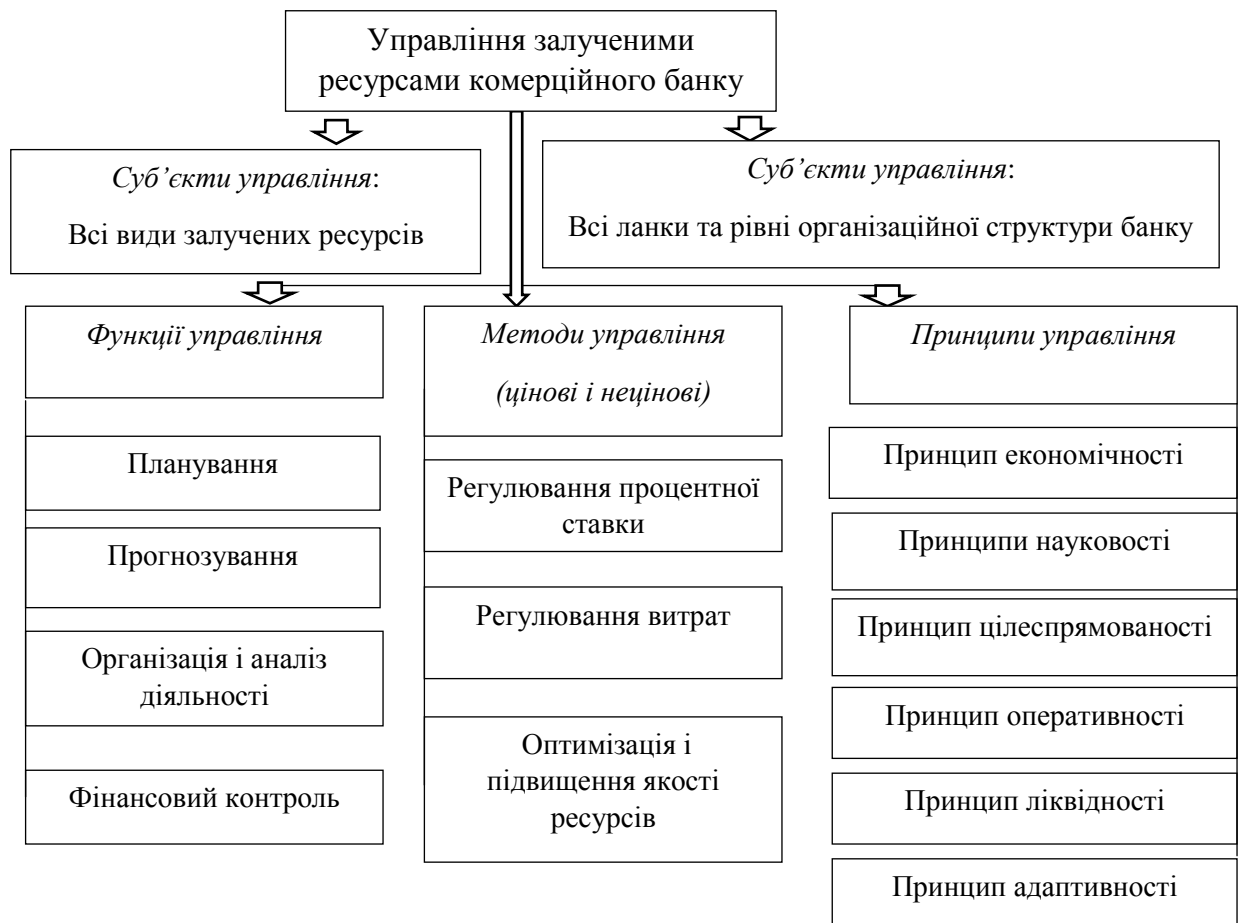 Управління залученими
ресурсами комерційного банку
Суб’єкти управління:
Всі види залучених ресурсів
Суб’єкти управління:
Всі ланки та рівні організаційної структури банку
Функції управління
Планування
Прогнозування
Організація і аналіз
діяльності
Фінансовий контроль
Методи управління
(цінові і нецінові)
Регулювання процентної
ставки
Регулювання витрат
Оптимізація і
підвищення якості
ресурсів
Принципи управління
Принцип економічності
Принципи науковості
Принцип цілеспрямованості
Принцип оперативності
Принцип ліквідності
Принцип адаптивності